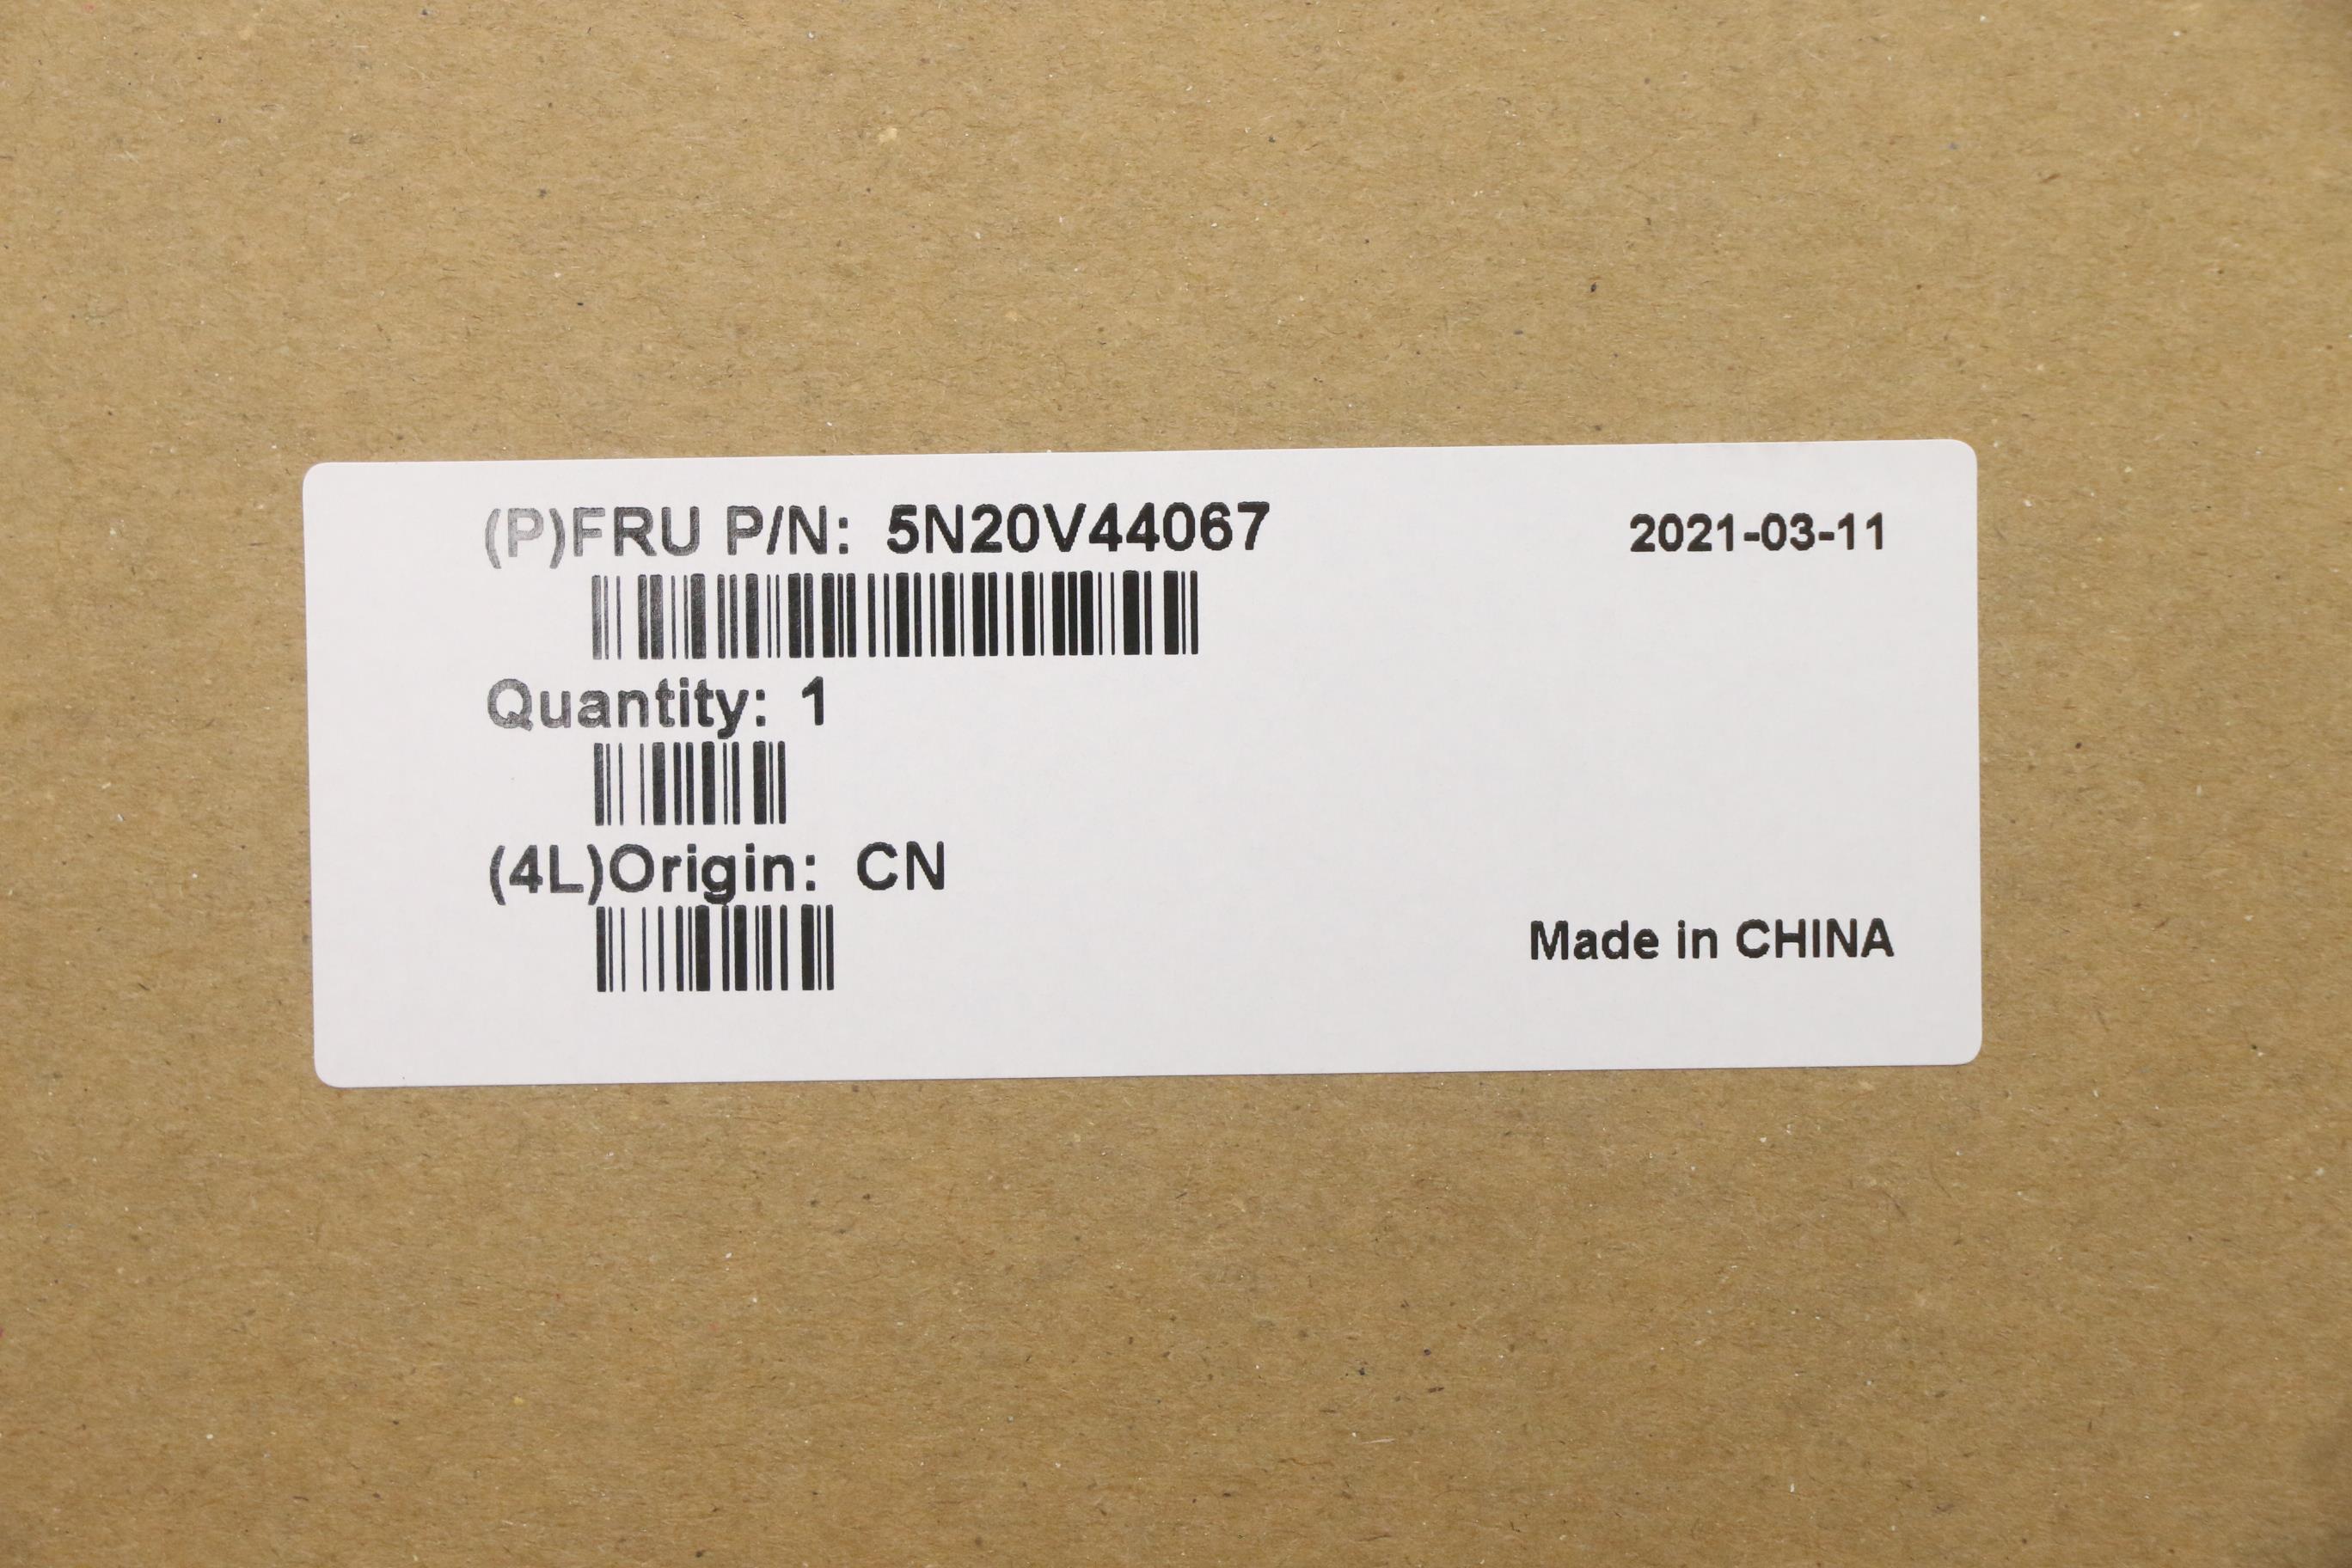 (P)FRU P/N: 5N20V44067
2021-03-11
Quantity: 1
(4L)Origin: CN
Made in CHINA